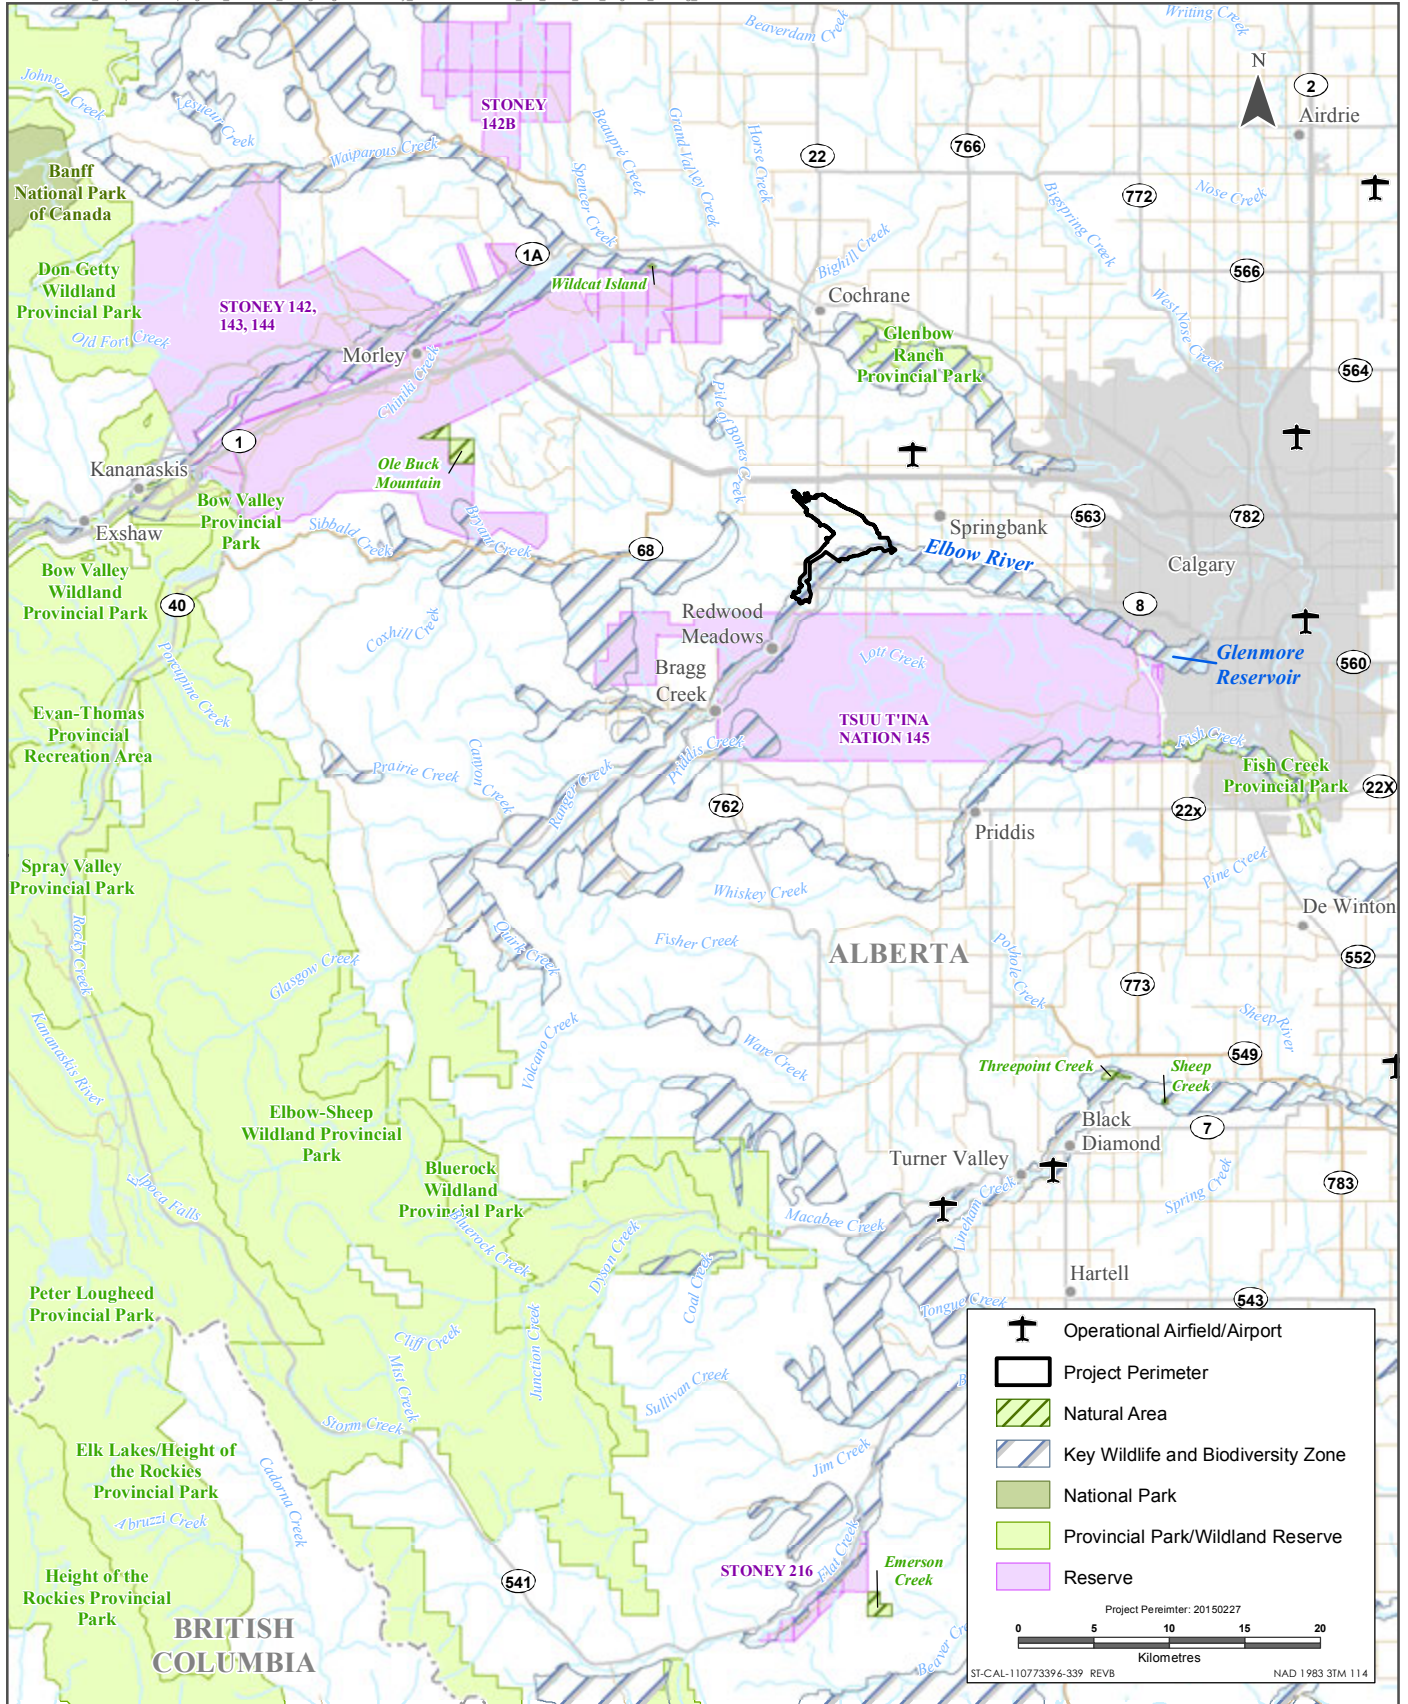 Beaverdam Creek
Writing Creek
N
2
Airdrie
Johnson Creek
Lesueur Creek
STONEY
142B
Beaupré Creek
Grand Valley Creek
Horse Creek
22
766
Waiparous Creek
Spencer Creek
Bigspring Creek
772
Nose Creek
Banff
National Park
of Canada
1A
Bighill Creek
566
Don Getty
Wildland
Provincial Park
Wildcat Island
Cochrane
West Nose Creek
STONEY 142,
143, 144
Old Fort Creek
Morley
Chiniki Creek
Glenbow
Ranch
Provincial Park
564
Pile of Bones Creek
1
Kananaskis
Ole Buck
Mountain
Exshaw
Bow Valley
Provincial
Park
Sibbald Creek
Bryant Creek
68
Springbank
563
782
Elbow River
Calgary
Bow Valley
Wildland
Provincial Park
40
Coxhill Creek
Redwood
Meadows
8
Lott Creek
Glenmore
Reservoir
560
Porcupine Creek
Bragg
Creek
Evan-Thomas
Provincial
Recreation Area
TSUU T'INA
NATION 145
Fish Creek
Priddis Creek
Prairie Creek
Canyon Creek
Ranger Creek
Fish Creek
Provincial Park
22X
762
22x
Priddis
Spray Valley
Provincial Park
Whiskey Creek
Pine Creek
De Winton
Rocky Creek
Quirk Creek
Fisher Creek
ALBERTA
Pothole Creek
552
Glasgow Creek
773
Kananaskis River
Volcano Creek
Ware Creek
Sheep River
549
Threepoint Creek
Sheep
Creek
Elbow-Sheep
Wildland Provincial
Park
Black
Diamond
7
Bluerock
Wildland
Provincial Park
Turner Valley
783
Spring Creek
Bluerock Creek
Dyson Creek
Macabee Creek
Lineham Creek
Coal Creek
Hartell
Peter Lougheed
Provincial Park
Tongue Creek
543
Cliff Creek
Mist Creek
Junction Creek
Sullivan Creek
Storm Creek
Elk Lakes/Height of
the Rockies
Provincial Park
Cadorna Creek
Jim Creek
Abruzzi Creek
541
STONEY 216
Flat Creek
Emerson
Creek
Height of the
Rockies Provincial
Park
BRITISH
COLUMBIA
Operational Airfield/Airport
Project Perimeter
Natural Area
Key Wildlife and Biodiversity Zone
National Park
Provincial Park/Wildland Reserve
Reserve
Project Pereimter: 20150227
0 5 10 15 20
Kilometres
ST-CAL-110773396-339 REVB
NAD 1983 3TM 114